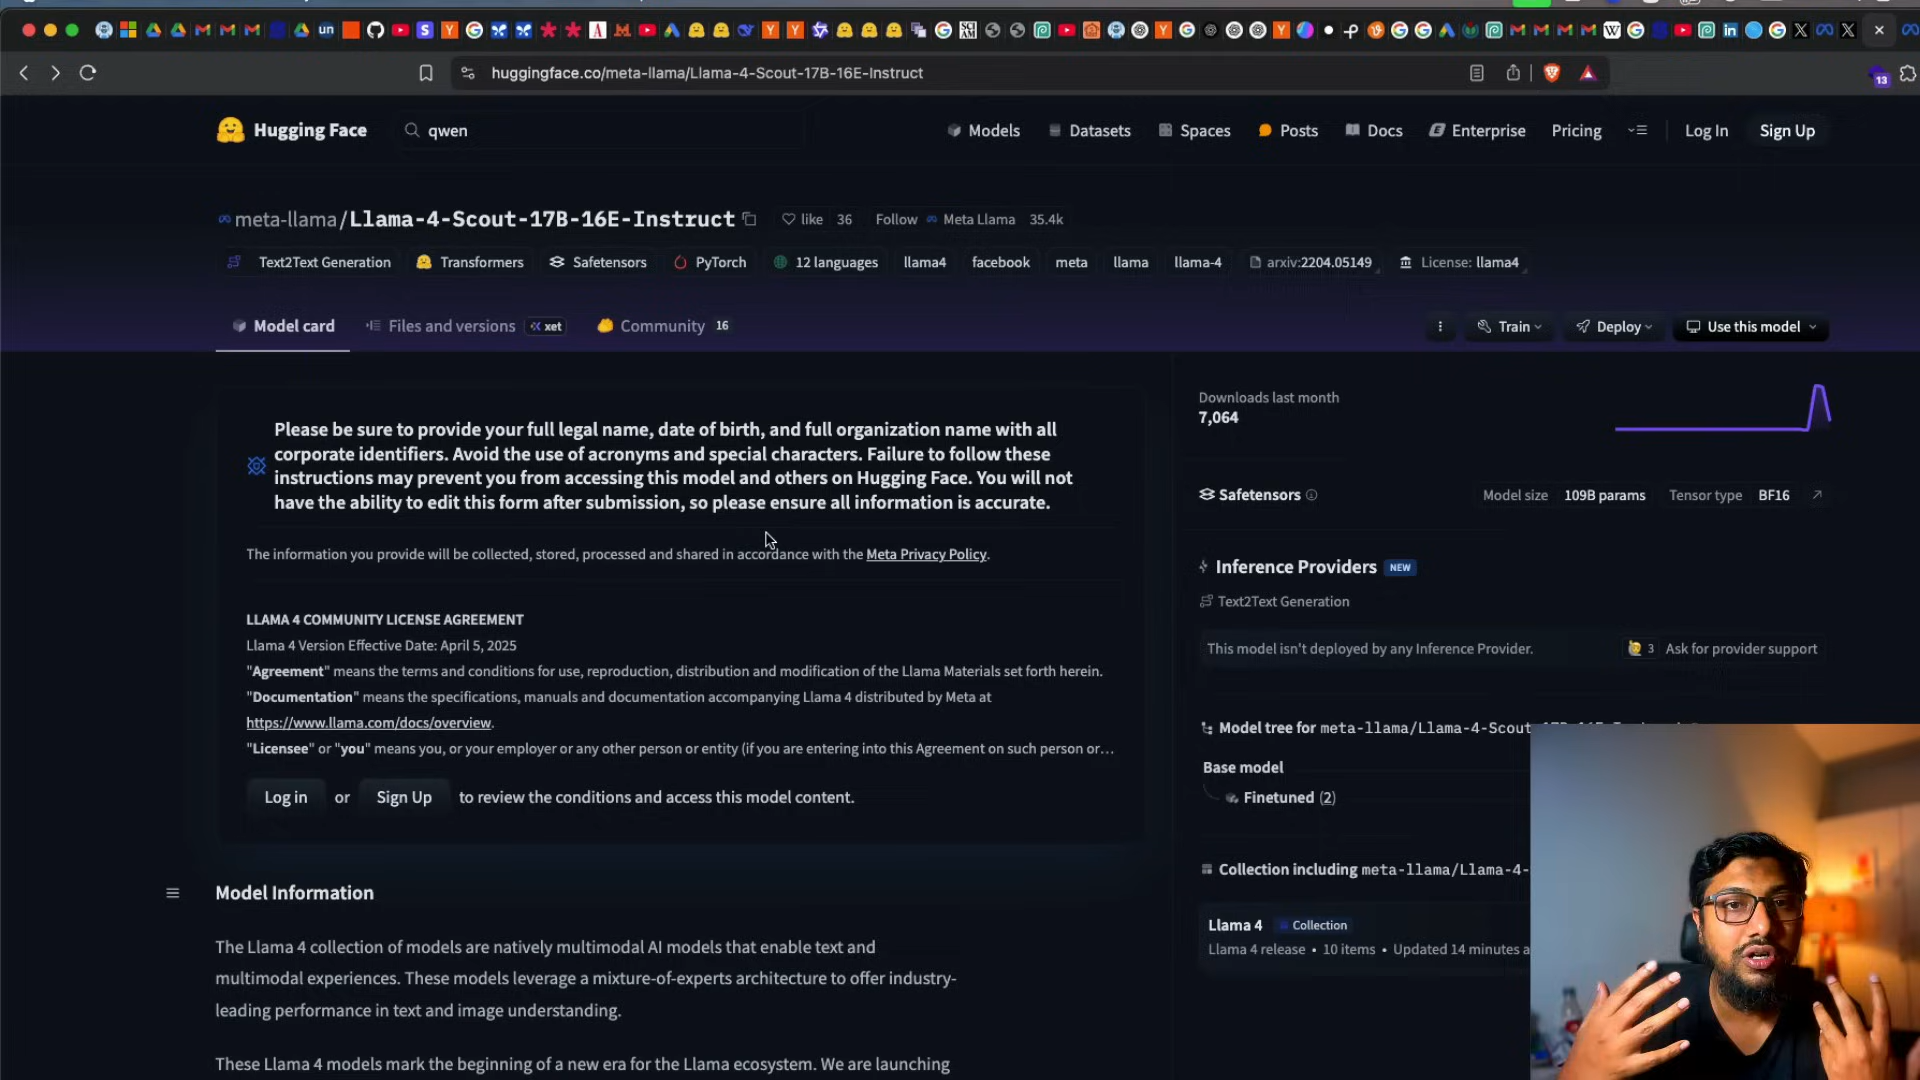 un
huggingface.co/meta-llama/Llama-4-Scout-17B-16E-Instruct
13
Hugging Face
qwen
Models
Datasets
Spaces
Posts
Docs
Enterprise
Pricing
Log In
Sign Up
meta-llama/Llama-4-Scout-17B-16E-Instruct
like 36
Follow Meta Llama 35.4k
Text2Text Generation
Transformers
Safetensors
PyTorch
12 languages
llama4
facebook
meta
llama
llama-4
arxiv:2204.05149
License: llama4
Model card
Files and versions xet
Community 16
Train
Deploy
Use this model
Please be sure to provide your full legal name, date of birth, and full organization name with all
corporate identifiers. Avoid the use of acronyms and special characters. Failure to follow these
instructions may prevent you from accessing this model and others on Hugging Face. You will not
have the ability to edit this form after submission, so please ensure all information is accurate.
The information you provide will be collected, stored, processed and shared in accordance with the Meta Privacy Policy.
LLAMA 4 COMMUNITY LICENSE AGREEMENT
Llama 4 Version Effective Date: April 5, 2025
"Agreement" means the terms and conditions for use, reproduction, distribution and modification of the Llama Materials set forth herein.
"Documentation" means the specifications, manuals and documentation accompanying Llama 4 distributed by Meta at
https://www.llama.com/docs/overview.
"Licensee" or "you" means you, or your employer or any other person or entity (if you are entering into this Agreement on such person or…
Log in or Sign Up to review the conditions and access this model content.
Model Information
The Llama 4 collection of models are natively multimodal AI models that enable text and
multimodal experiences. These models leverage a mixture-of-experts architecture to offer industry-
leading performance in text and image understanding.
These Llama 4 models mark the beginning of a new era for the Llama ecosystem. We are launching
Downloads last month
7,064
Safetensors
Model size 109B params
Tensor type BF16
Inference Providers NEW
Text2Text Generation
This model isn't deployed by any Inference Provider.
3 Ask for provider support
Model tree for meta-llama/Llama-4-Scout
Base model
Finetuned (2)
Collection including meta-llama/Llama-4-
Llama 4 Collection
Llama 4 release • 10 items • Updated 14 minutes a